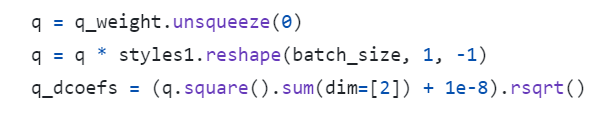 q = q_weight.unsqueeze(0)
q = q * styles1.reshape(batch_size, 1, -1)
q_dcoefs = (q.square().sum(dim=[2]) + 1e-8).rsqrt()